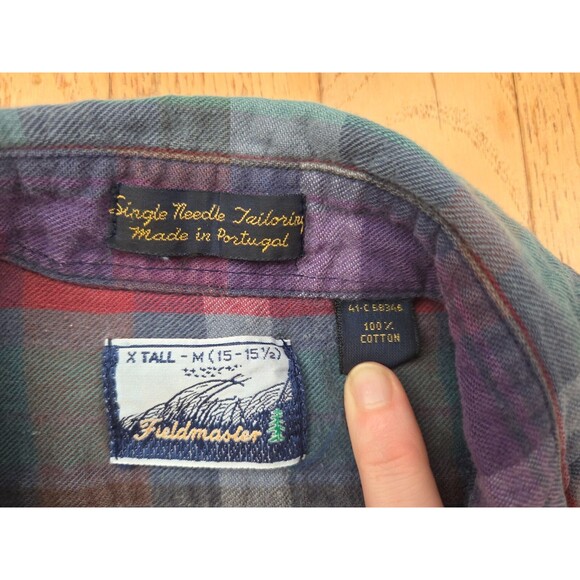 Single Needle Tailoring
Made in Portugal
41-C 58346
100%
COTTON
X TALL - M (15-15½)
Fieldmaster